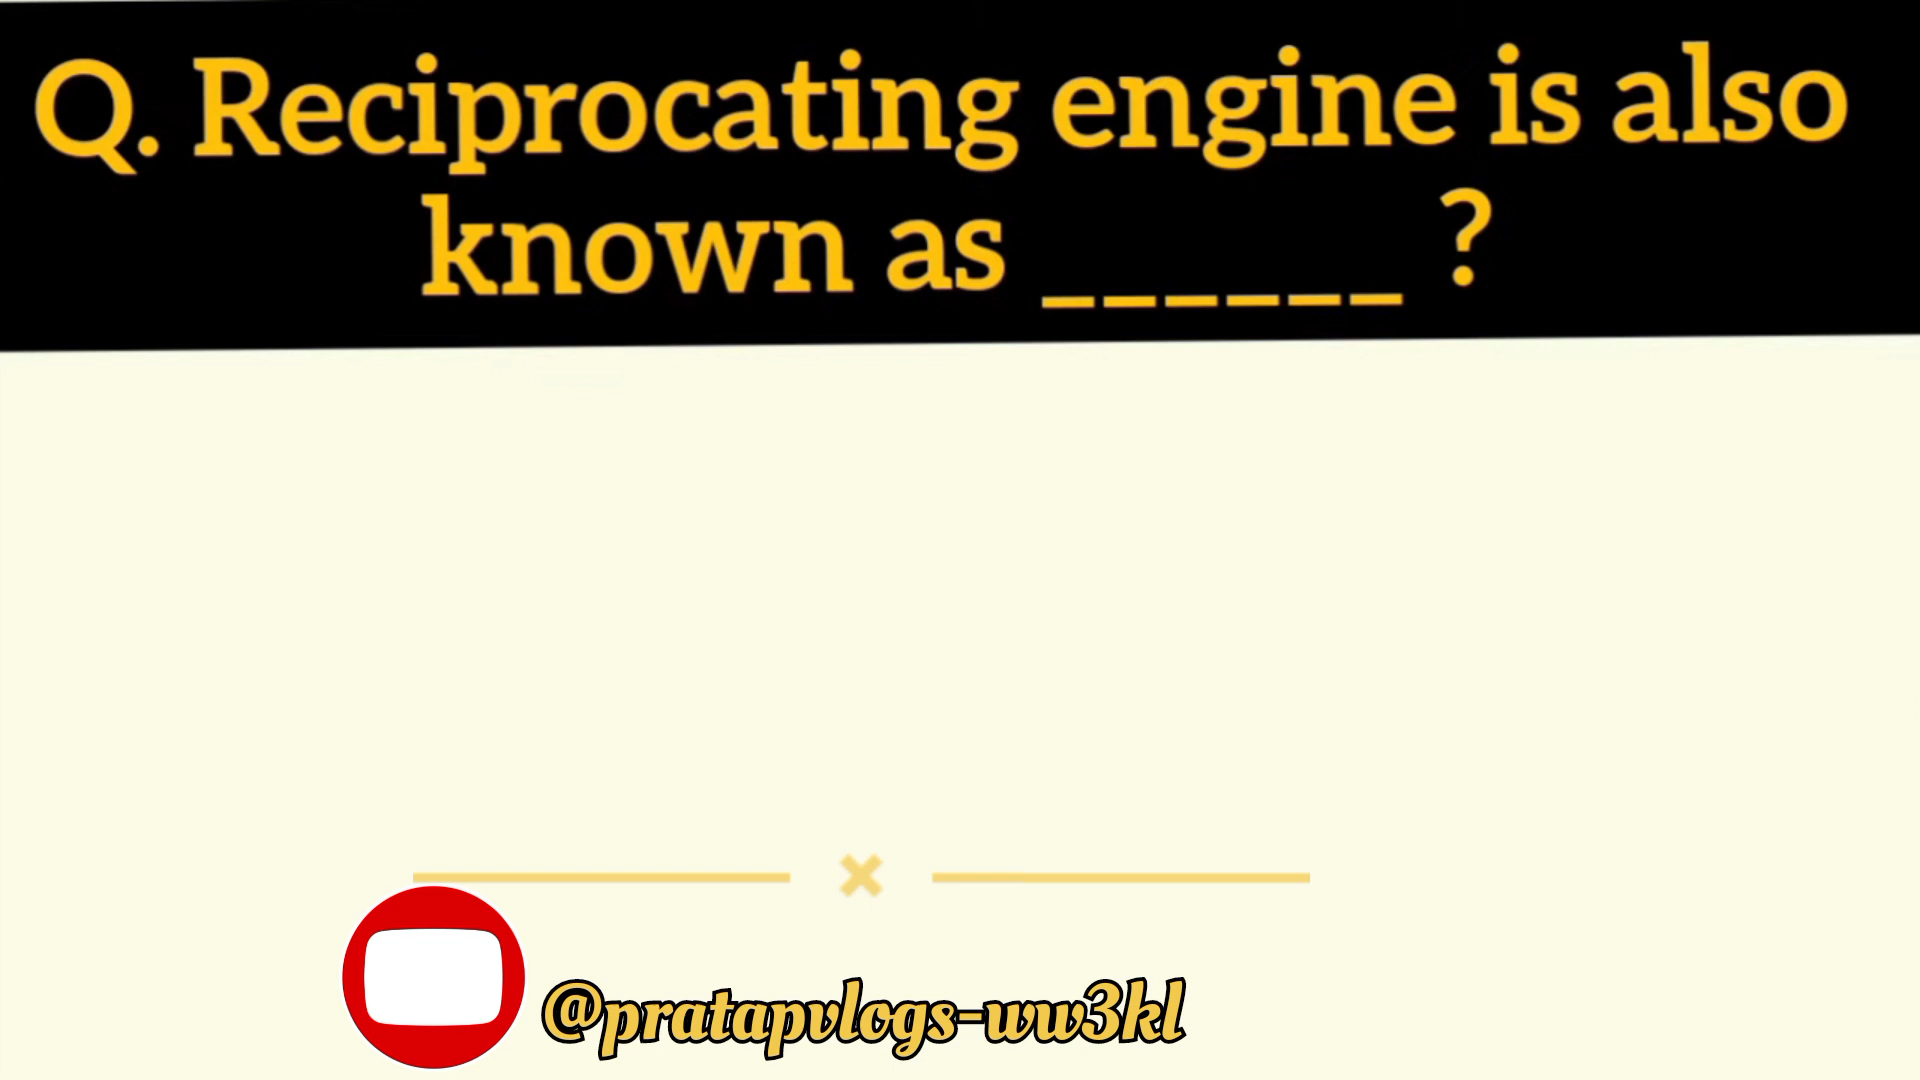 Q. Reciprocating engine is also
known as ______ ?
@pratapvlogs-ww3kl